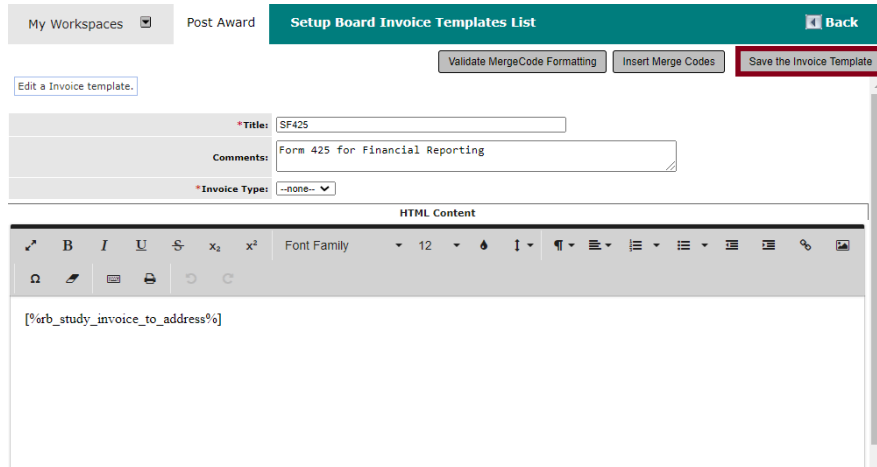 My Workspaces Post Award Setup Board Invoice Templates List Back
Validate MergeCode Formatting Insert Merge Codes Save the Invoice Template
Edit a Invoice template.
*Title: SF425
Comments: Form 425 for Financial Reporting
*Invoice Type: --none--
HTML Content
B I U S x₂ x² Font Family 12
Ω
[%rb_study_invoice_to_address%]